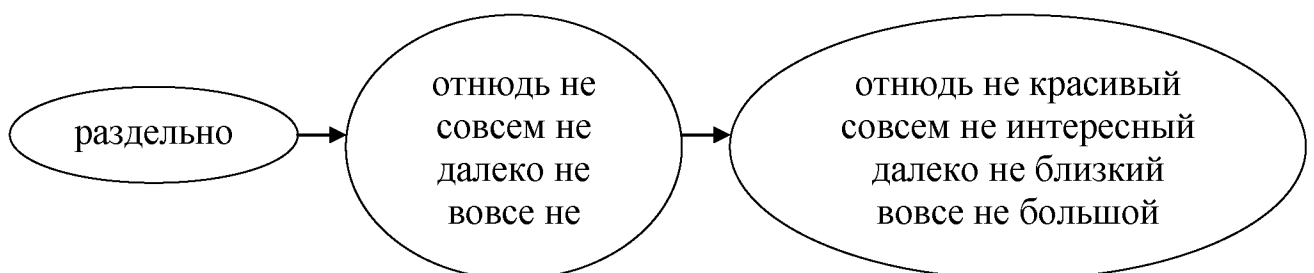 раздельно
отнюдь не
совсем не
далеко не
вовсе не
отнюдь не красивый
совсем не интересный
далеко не близкий
вовсе не большой